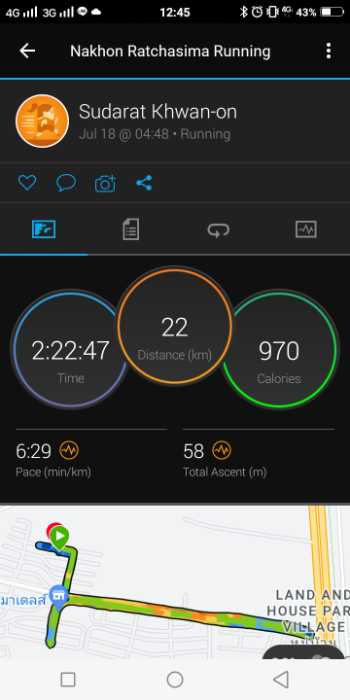 4G 3G 12:45 4G 43%
Nakhon Ratchasima Running
Sudarat Khwan-on
Jul 18 @ 04:48 • Running
2:22:47
Time
22
Distance (km)
970
Calories
6:29
Pace (min/km)
58
Total Ascent (m)
มาเดลส์
LAND AND
HOUSE PAR
VILLAGE